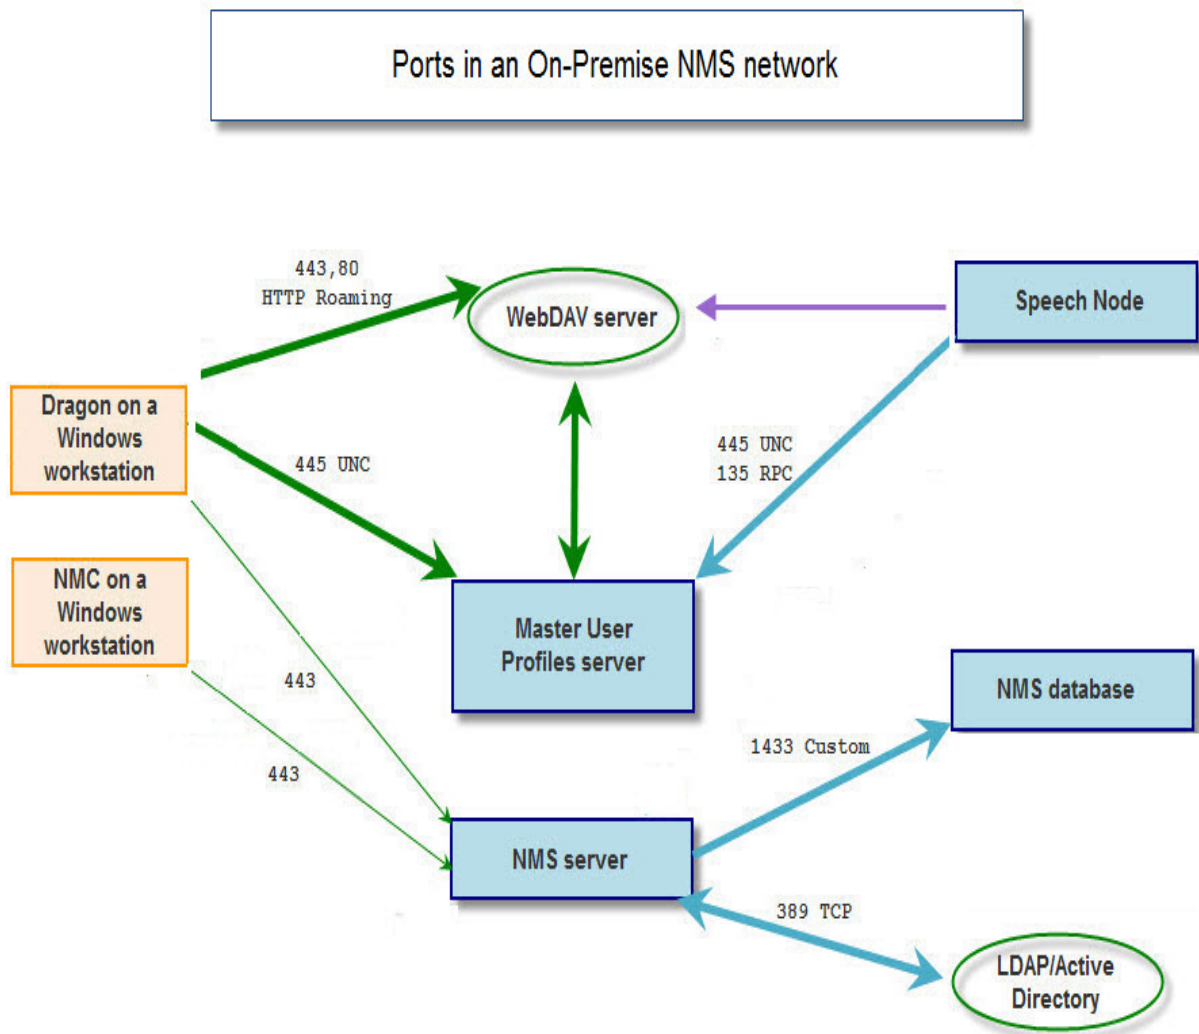 Ports in an On-Premise NMS network
443,80
HTTP Roaming
WebDAV server
Speech Node
Dragon on a
Windows
workstation
445 UNC
445 UNC
135 RPC
NMC on a
Windows
workstation
Master User
Profiles server
443
443
NMS database
1433 Custom
NMS server
389 TCP
LDAP/Active
Directory